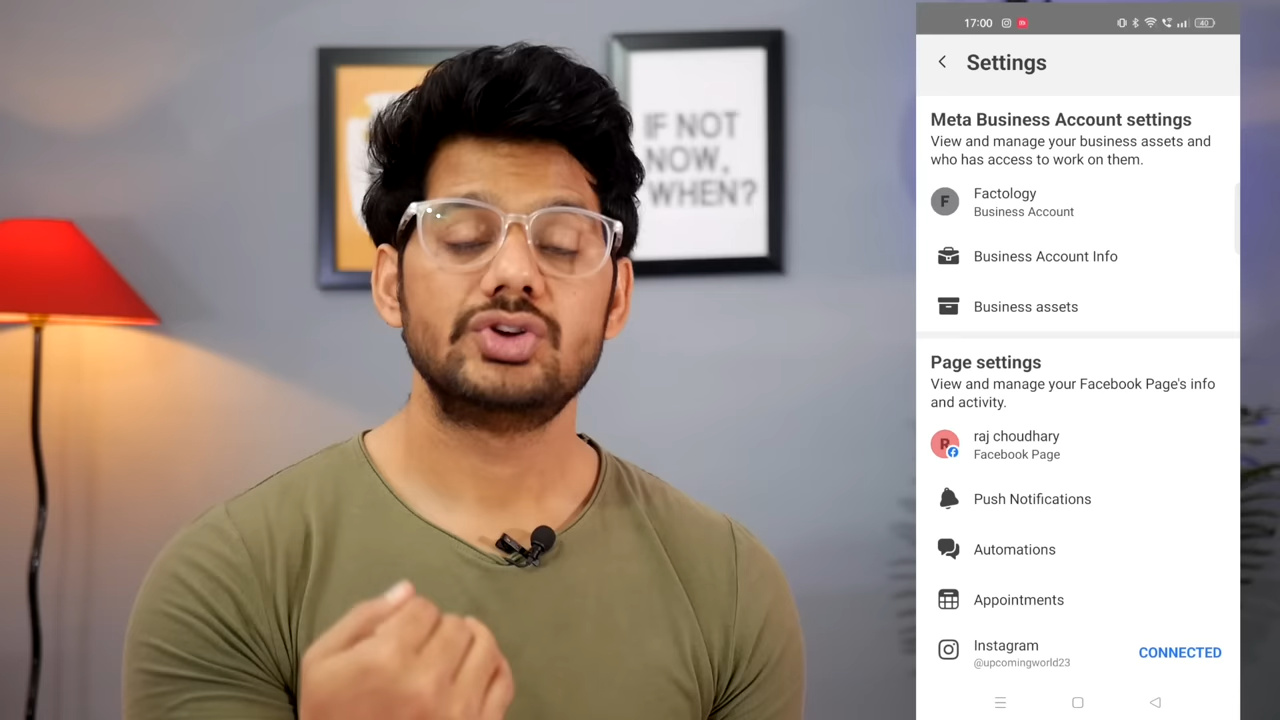 IF NOT
NOW,
WHEN?
17:00
40
Settings
Meta Business Account settings
View and manage your business assets and
who has access to work on them.
F
Factology
Business Account
Business Account Info
Business assets
Page settings
View and manage your Facebook Page's info
and activity.
R
raj choudhary
Facebook Page
Push Notifications
Automations
Appointments
Instagram
CONNECTED
@upcomingworld23